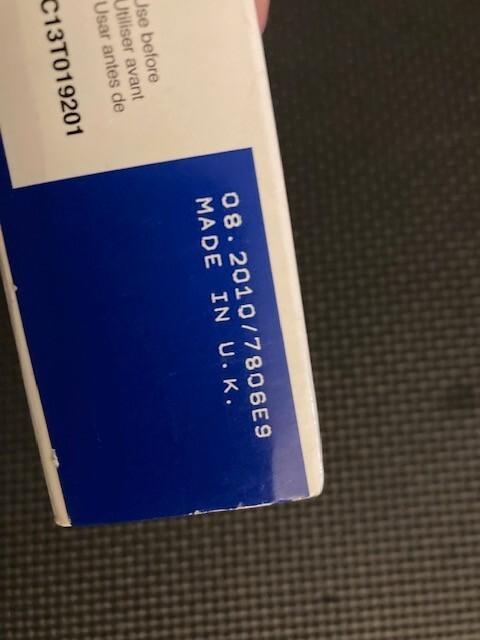 Use before
Utiliser avant
Usar antes de
C13T019201
08.2010/7806E9
MADE IN U.K.